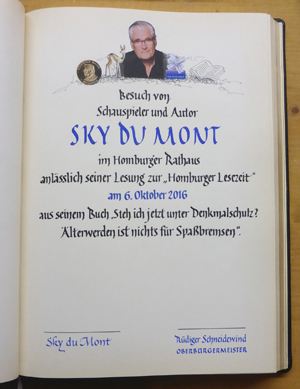 Besuch von
Schauspieler und Autor
SKY DU MONT
im Homburger Rathaus
anlässlich seiner Lesung zur „Homburger Lesezeit“
am 6. Oktober 2016
aus seinem Buch „Steh ich jetzt unter Denkmalschutz?
Älterwerden ist nichts für Spaßbremsen“.
Sky du Mont
Rüdiger Schneidewind
OBERBÜRGERMEISTER